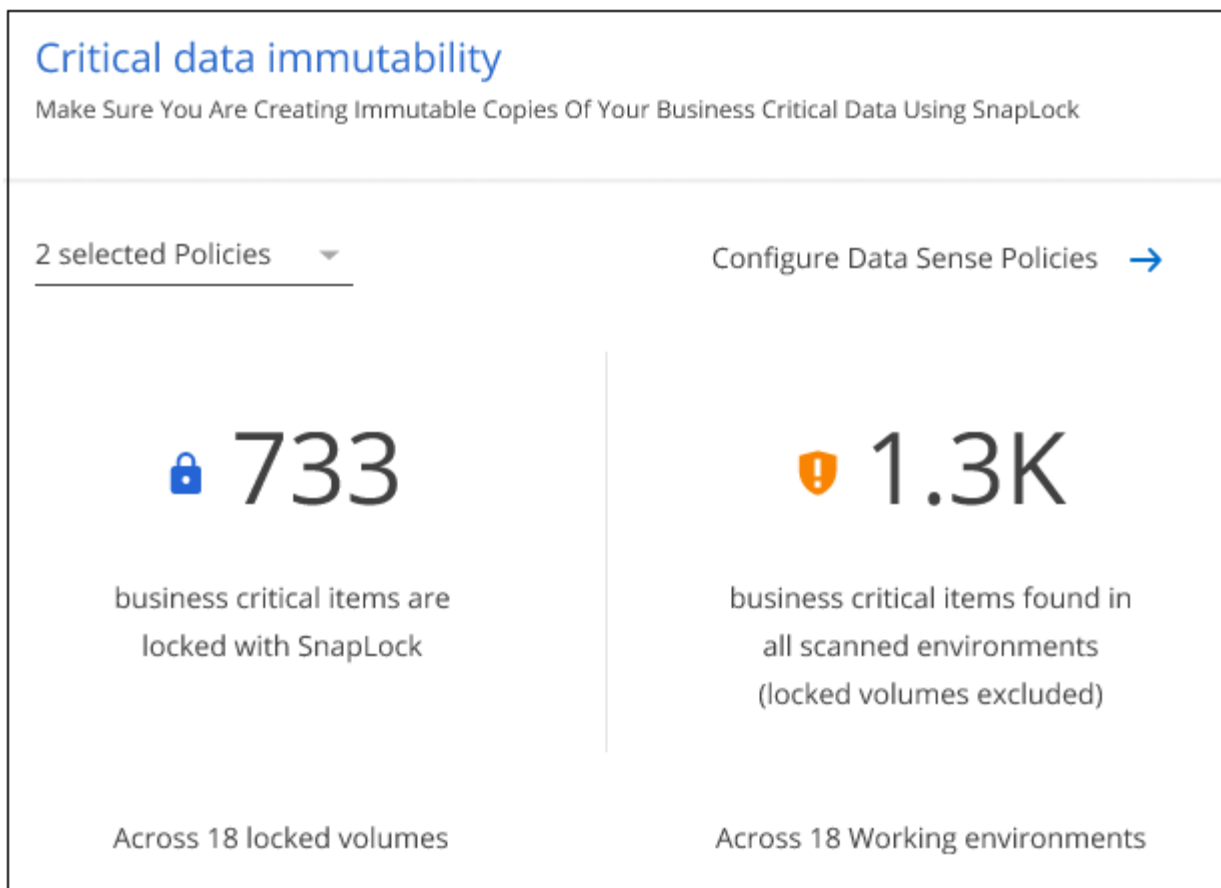 Critical data immutability
Make Sure You Are Creating Immutable Copies Of Your Business Critical Data Using SnapLock
2 selected Policies
Configure Data Sense Policies
733
business critical items are
locked with SnapLock
Across 18 locked volumes
1.3K
business critical items found in
all scanned environments
(locked volumes excluded)
Across 18 Working environments